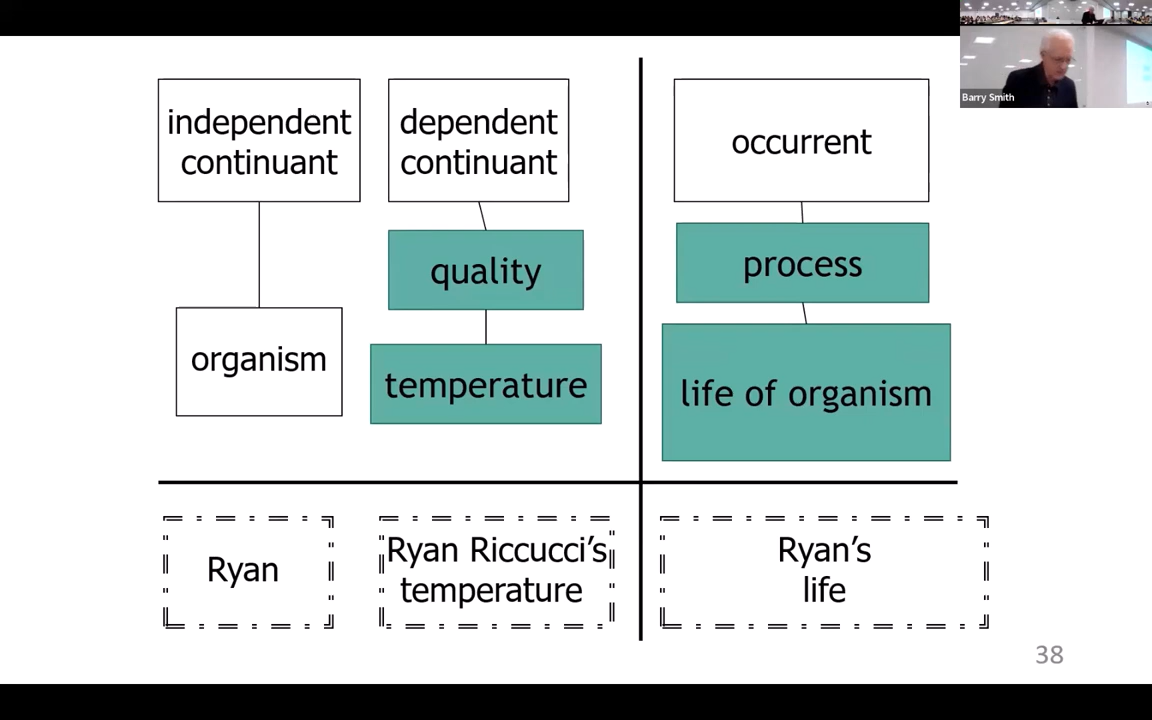 Barry Smith
independent
continuant
dependent
continuant
occurrent
quality
process
organism
temperature
life of organism
Ryan
Ryan Riccucci’s
temperature
Ryan’s
life
38